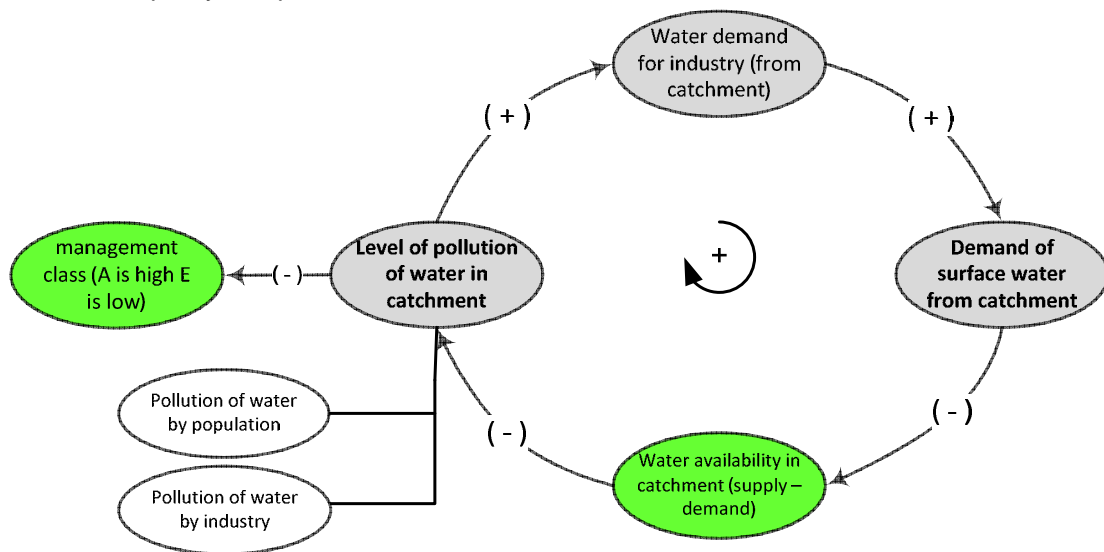 Water demand
for industry (from
catchment)
( + )
( + )
management
class (A is high E
is low)
( - )
Level of pollution
of water in
catchment
+
Demand of
surface water
from catchment
Pollution of water
by population
( - )
( - )
Water availability in
catchment (supply –
demand)
Pollution of water
by industry